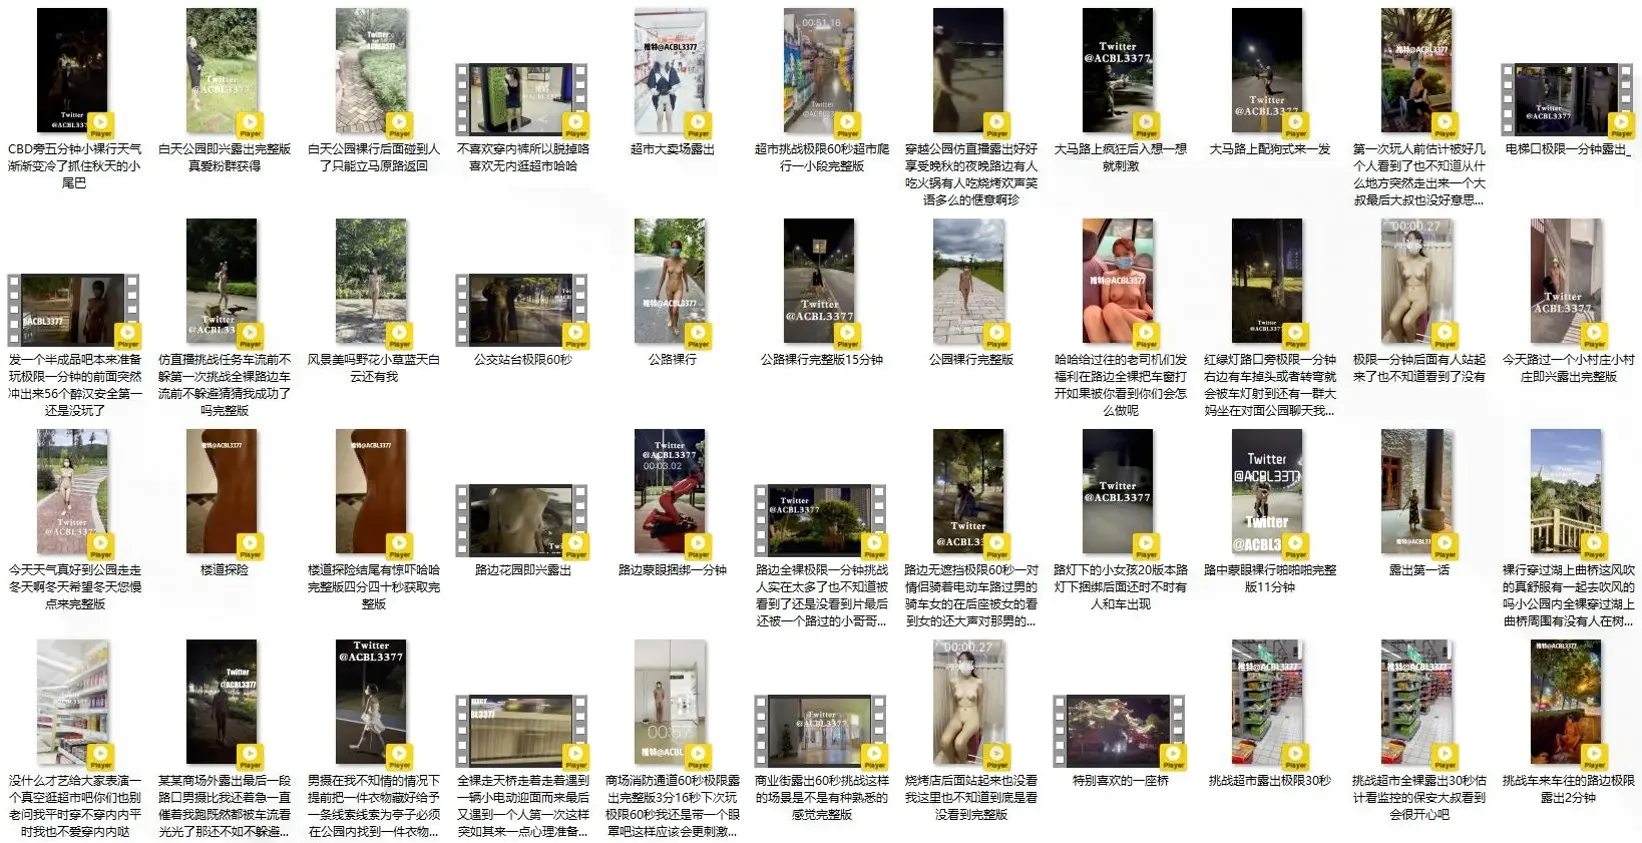 CBD旁五分钟小裸行天气
渐渐变冷了抓住秋天的小
尾巴
白天公园即兴露出完整版
真爱粉群获得
白天公园裸行后面碰到人
了只能立马原路返回
不喜欢穿内裤所以脱掉咯
喜欢无内逛超市哈哈
超市大卖场露出
超市挑战极限60秒超市爬
行一小段完整版
穿越公园仿直播露出好好
享受晚秋的夜晚路边有人
吃火锅有人吃烧烤欢声笑
语多么的惬意啊珍
大马路上疯狂后入想一想
就刺激
大马路上配狗式来一发
第一次玩人前估计被好几
个人看到了也不知道从什
么地方突然走出来一个大
叔最后大叔也没好意思...
电梯口极限一分钟露出_
发一个半成品吧本来准备
玩极限一分钟的前面突然
冲出来56个醉汉安全第一
还是没玩了
仿直播挑战任务车流前不
躲第一次挑战全裸路边车
流前不躲避猜猜我成功了
吗完整版
风景美吗野花小草蓝天白
云还有我
公交站台极限60秒
公路裸行
公路裸行完整版15分钟
公园裸行完整版
哈哈给过往的老司机们发
福利在路边全裸把车窗打
开如果被你看到你们会怎
么做呢
红绿灯路口旁极限一分钟
右边有车掉头或者转弯就
会被车灯射到还有一群大
妈坐在对面公园聊天我...
极限一分钟后面有人站起
来了也不知道看到了没有
今天路过一个小村庄小村
庄即兴露出完整版
今天天气真好到公园走走
冬天啊冬天希望冬天您慢
点来完整版
楼道探险
楼道探险结尾有惊吓哈哈
完整版四分四十秒获取完
整版
路边花园即兴露出
路边蒙眼捆绑一分钟
路边全裸极限一分钟挑战
人实在太多了也不知道被
看到了还是没看到片最后
还被一个路过的小哥哥...
路边无遮挡极限60秒一对
情侣骑着电动车路过男的
骑车女的在后座被女的看
到女的还大声对那男的...
路灯下的小女孩20版本路
灯下捆绑后面还时不时有
人和车出现
路中蒙眼裸行啪啪啪完整
版11分钟
露出第一话
裸行穿过湖上曲桥这风吹
的真舒服有一起去吹风的
吗小公园内全裸穿过湖上
曲桥周围有没有人在树...
没什么才艺给大家表演一
个真空逛超市吧你们也别
老问我平时穿不穿内内平
时我也不爱穿内内哒
某某商场外露出最后一段
路口男摄比我还着急一直
催着我跑既然都被车流看
光光了那还不如不躲避...
男摄在我不知情的情况下
提前把一件衣物藏好给予
一条线索线索为亭子必须
在公园内找到一件衣物...
全裸走天桥走着走着遇到
一辆小电动迎面而来最后
又遇到一个人第一次这样
突如其来一点心理准备...
商场消防通道60秒极限露
出完整版3分16秒下次玩
极限60秒我还是带一个眼
罩吧这样应该会更刺激...
商业街露出60秒挑战这样
的场景是不是有种熟悉的
感觉完整版
烧烤店后面站起来也没看
我这里也不知道到底是看
没看到完整版
特别喜欢的一座桥
挑战超市露出极限30秒
挑战超市全裸露出30秒估
计看监控的保安大叔看到
会很开心吧
挑战车来车往的路边极限
露出2分钟